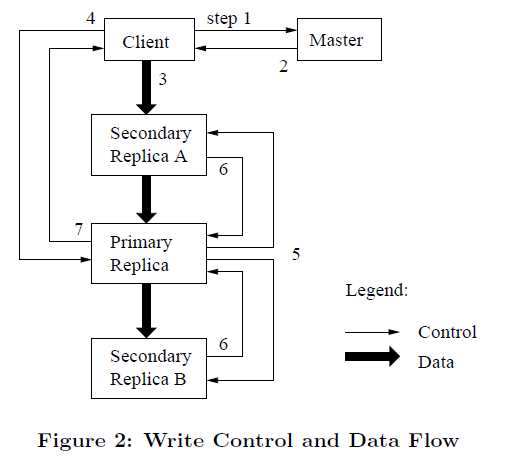 4
step 1
Client
Master
2
3
Secondary
Replica A
6
7
Primary
Replica
5
Legend:
Control
Data
6
Secondary
Replica B
Figure 2: Write Control and Data Flow